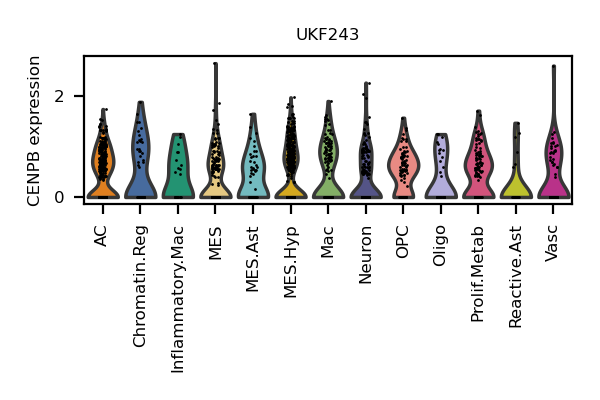 UKF243
CENPB expression
2
0
AC
Chromatin.Reg
Inflammatory.Mac
MES
MES.Ast
MES.Hyp
Mac
Neuron
OPC
Oligo
Prolif.Metab
Reactive.Ast
Vasc